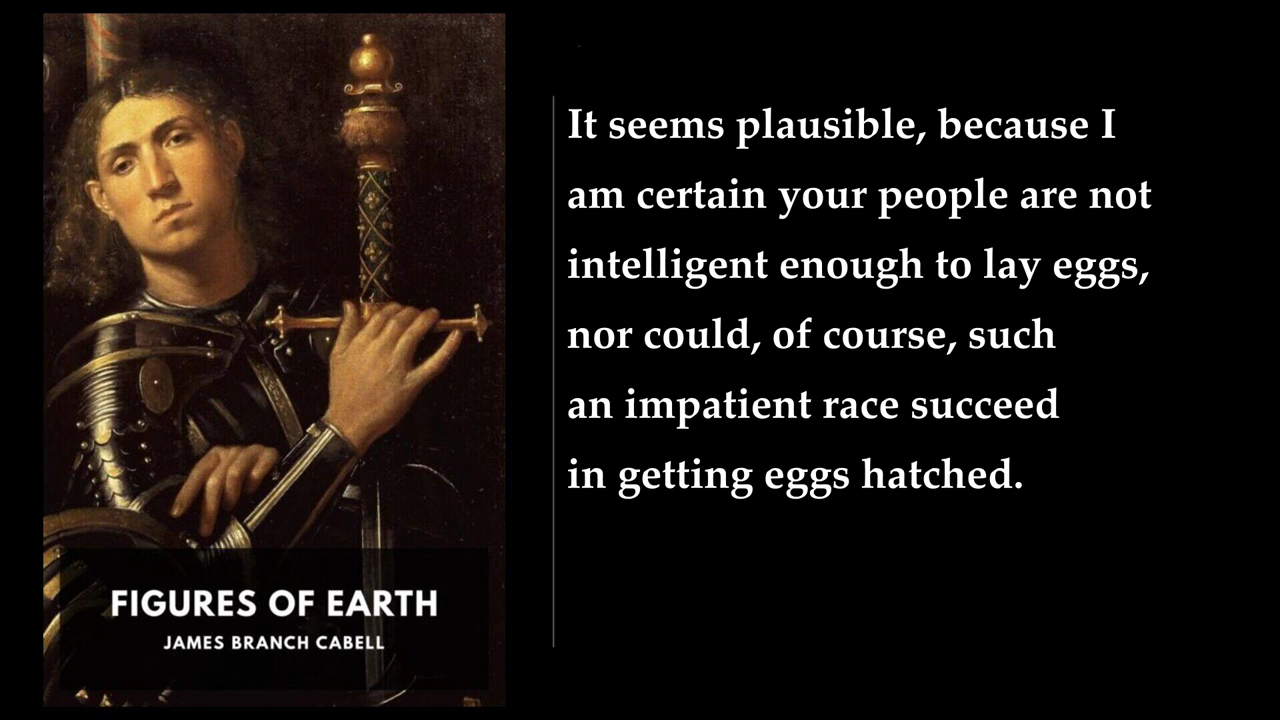 It seems plausible, because I
am certain your people are not
intelligent enough to lay eggs,
nor could, of course, such
an impatient race succeed
in getting eggs hatched.
FIGURES OF EARTH
JAMES BRANCH CABELL